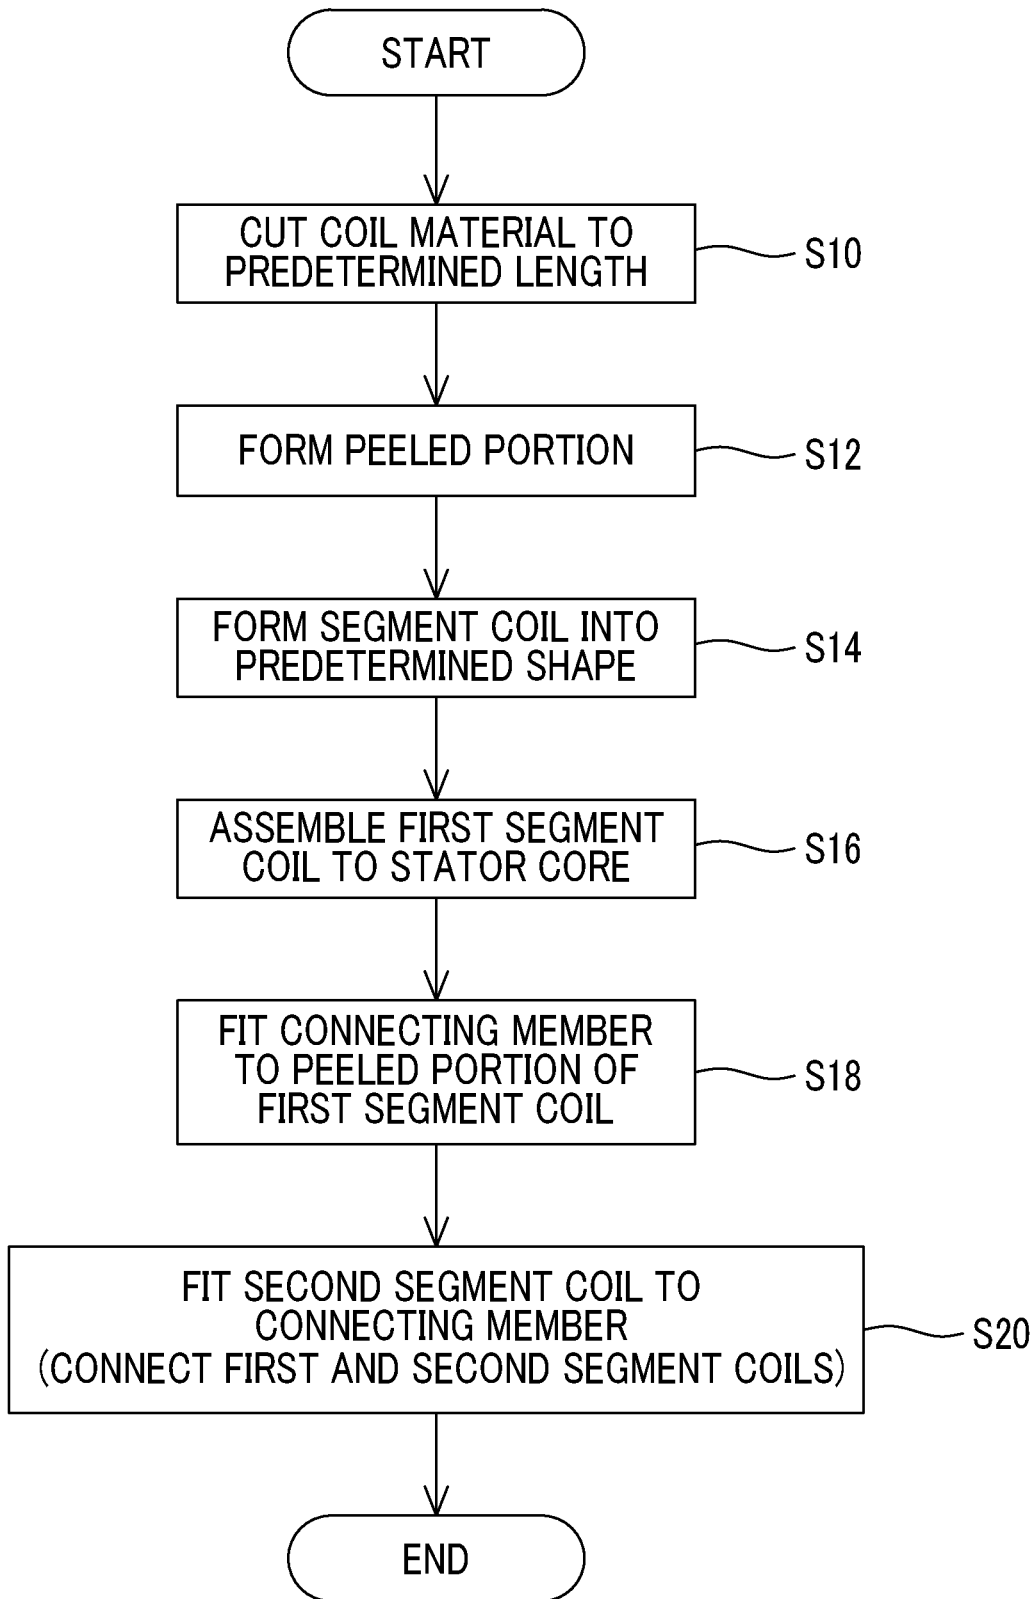 START
CUT COIL MATERIAL TO
PREDETERMINED LENGTH
S10
FORM PEELED PORTION
S12
FORM SEGMENT COIL INTO
PREDETERMINED SHAPE
S14
ASSEMBLE FIRST SEGMENT
COIL TO STATOR CORE
S16
FIT CONNECTING MEMBER
TO PEELED PORTION OF
FIRST SEGMENT COIL
S18
FIT SECOND SEGMENT COIL TO
CONNECTING MEMBER
(CONNECT FIRST AND SECOND SEGMENT COILS)
S20
END